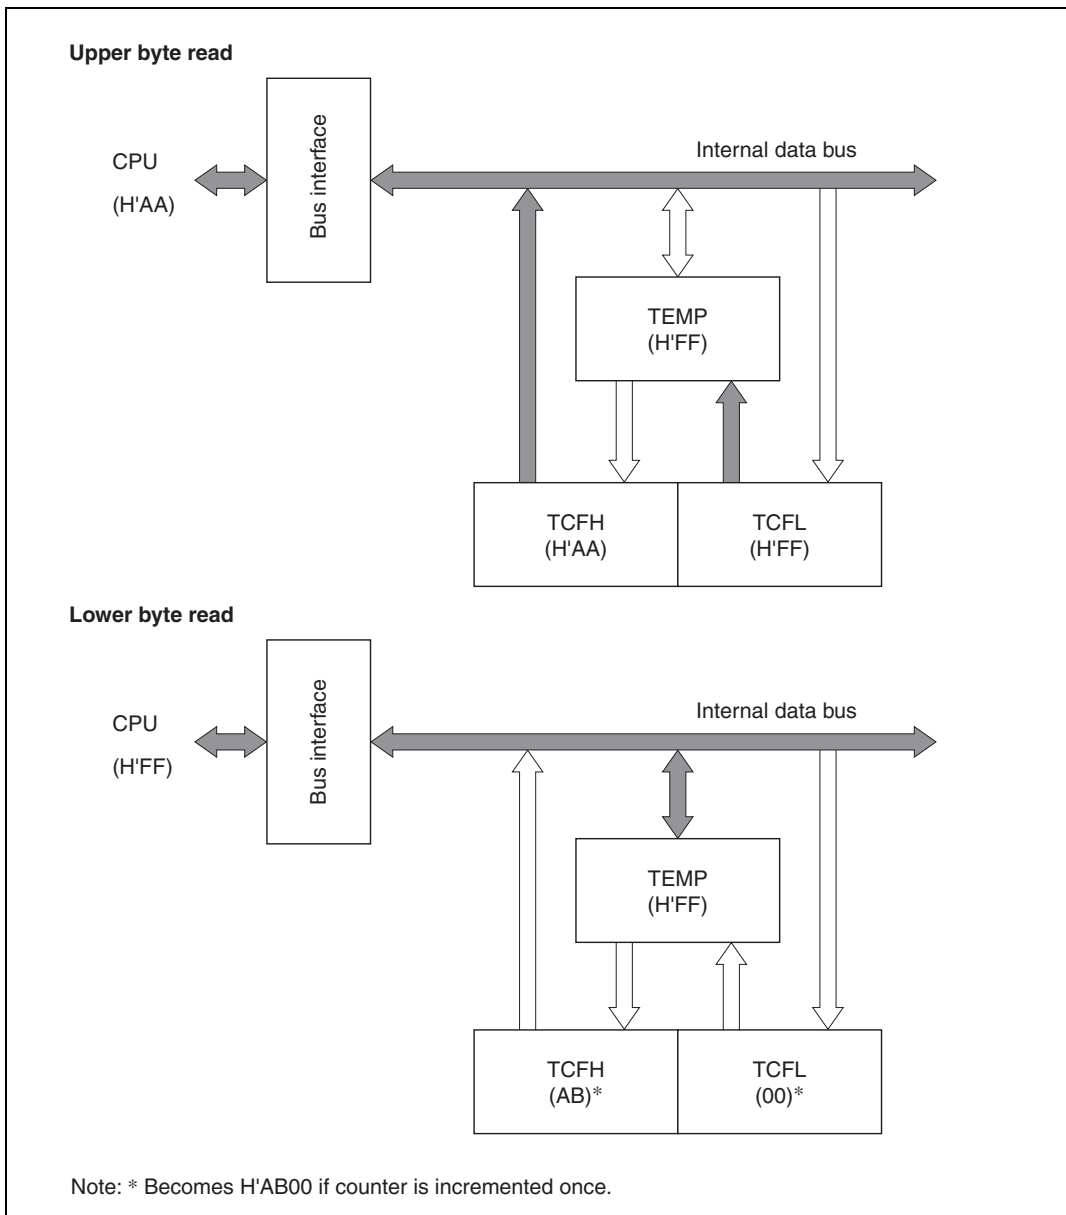 Upper byte read
Bus interface
CPU
(H'AA)
Internal data bus
TEMP
(H'FF)
TCFH
(H'AA)
TCFL
(H'FF)
Lower byte read
Bus interface
CPU
(H'FF)
Internal data bus
TEMP
(H'FF)
TCFH
(AB)*
TCFL
(00)*
Note: * Becomes H'AB00 if counter is incremented once.